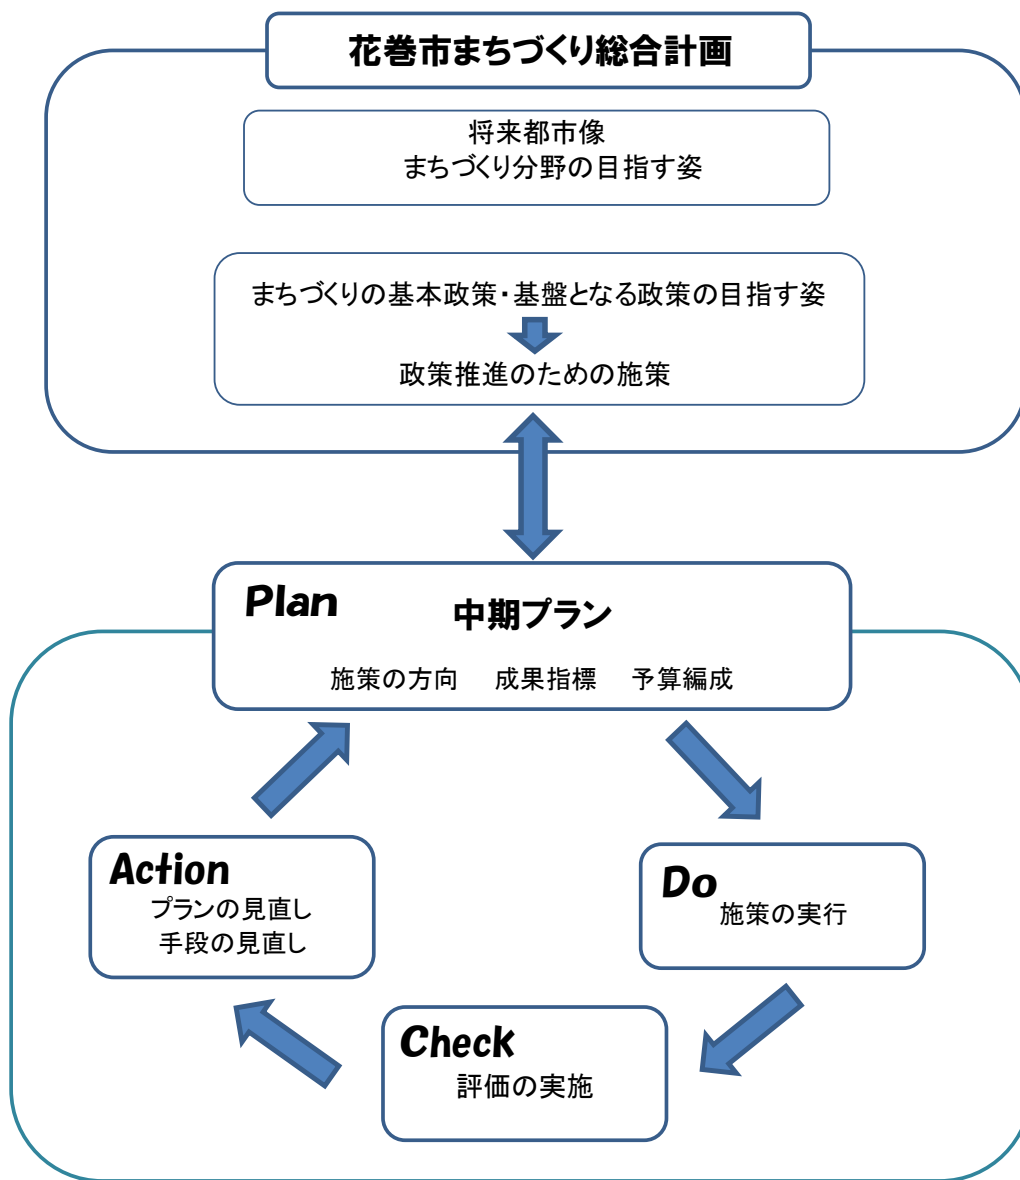 花巻市まちづくり総合計画
将来都市像
まちづくり分野の目指す姿
まちづくりの基本政策・基盤となる政策の目指す姿
政策推進のための施策
Plan 中期プラン
施策の方向 成果指標 予算編成
Action
プランの見直し
手段の見直し
Do
施策の実行
Check
評価の実施